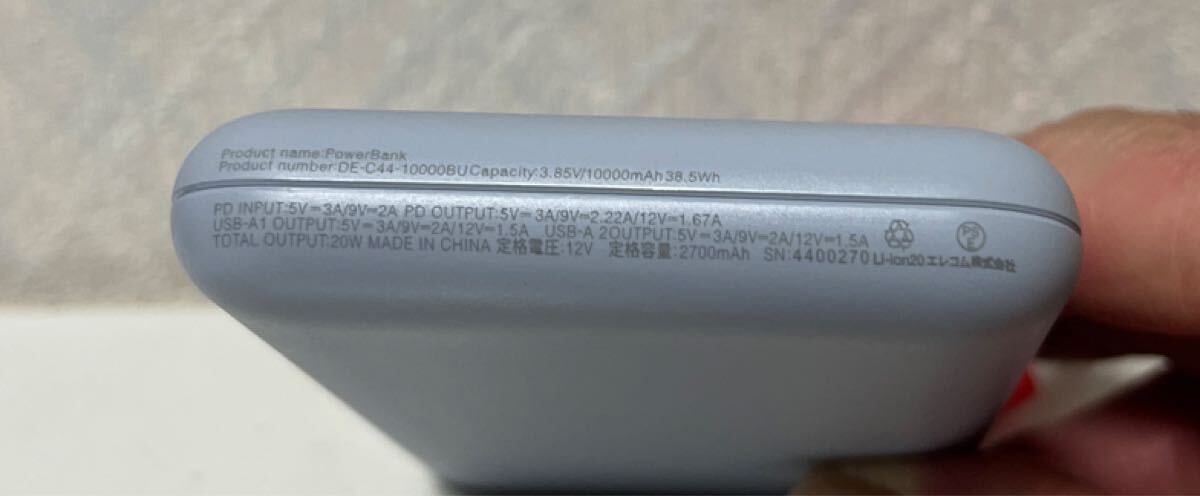 Product name:PowerBank
Product number:DE-C44-10000BU Capacity:3.85V/10000mAh 38.5Wh
PD INPUT:5V⎓3A/9V⎓2A PD OUTPUT:5V⎓3A/9V⎓2.22A/12V⎓1.67A
USB-A1 OUTPUT:5V⎓3A/9V⎓2A/12V⎓1.5A USB-A 2OUTPUT:5V⎓3A/9V⎓2A/12V⎓1.5A
TOTAL OUTPUT:20W MADE IN CHINA 定格電圧:12V 定格容量:2700mAh SN:4400270 Li-ion20 エレコム株式会社
PSE